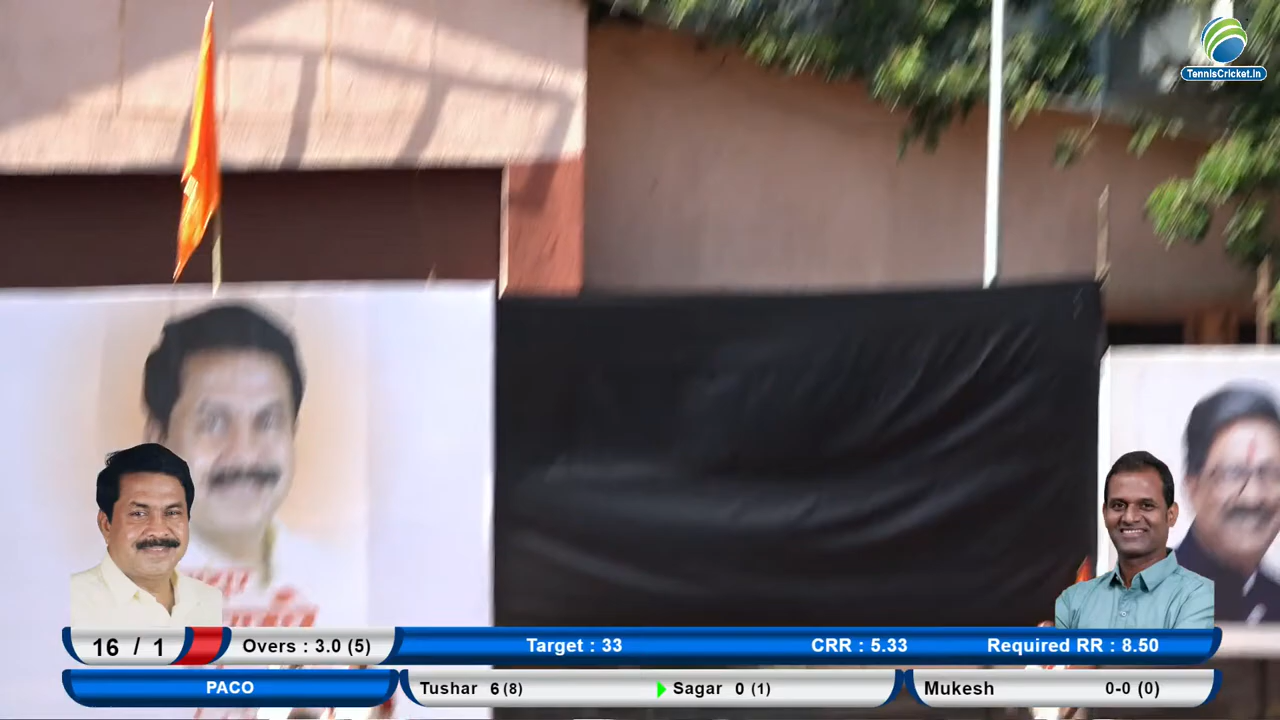 TennisCricket.in
16 / 1
Overs : 3.0 (5)
Target : 33
CRR : 5.33
Required RR : 8.50
PACO
Tushar 6 (8)
Sagar 0 (1)
Mukesh 0-0 (0)